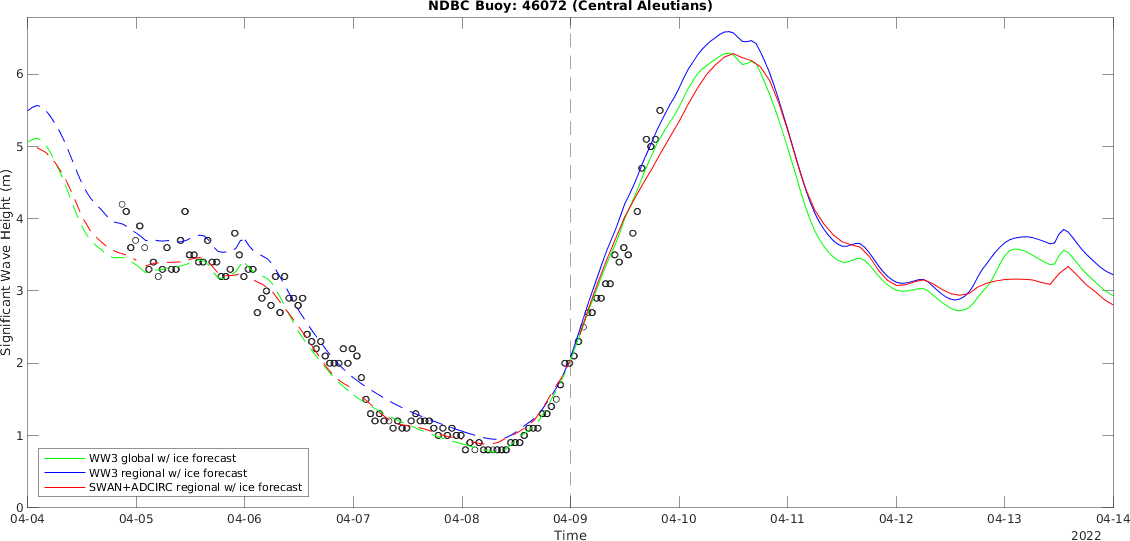 NDBC Buoy: 46072 (Central Aleutians)
Significant Wave Height (m)
6
5
4
3
2
1
0
WW3 global w/ ice forecast
WW3 regional w/ ice forecast
SWAN+ADCIRC regional w/ ice forecast
04-04 04-05 04-06 04-07 04-08 04-09 04-10 04-11 04-12 04-13 04-14
Time
2022